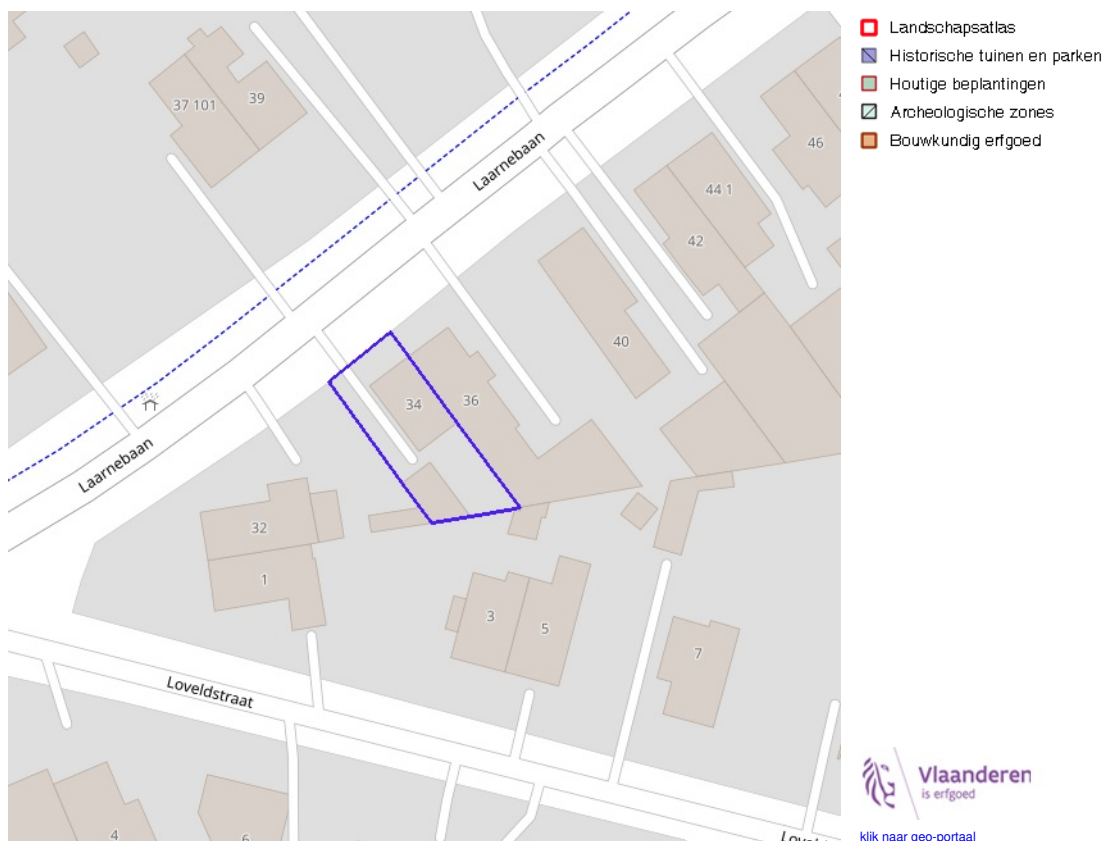 Landschapsatlas
Historische tuinen en parken
Houtige beplantingen
Archeologische zones
Bouwkundig erfgoed
37 101
39
Laarnebaan
46
44 1
42
40
34
36
Laarnebaan
32
1
3
5
7
Loveldstraat
4
6
Vlaanderen
is erfgoed
klik naar geo-portaal